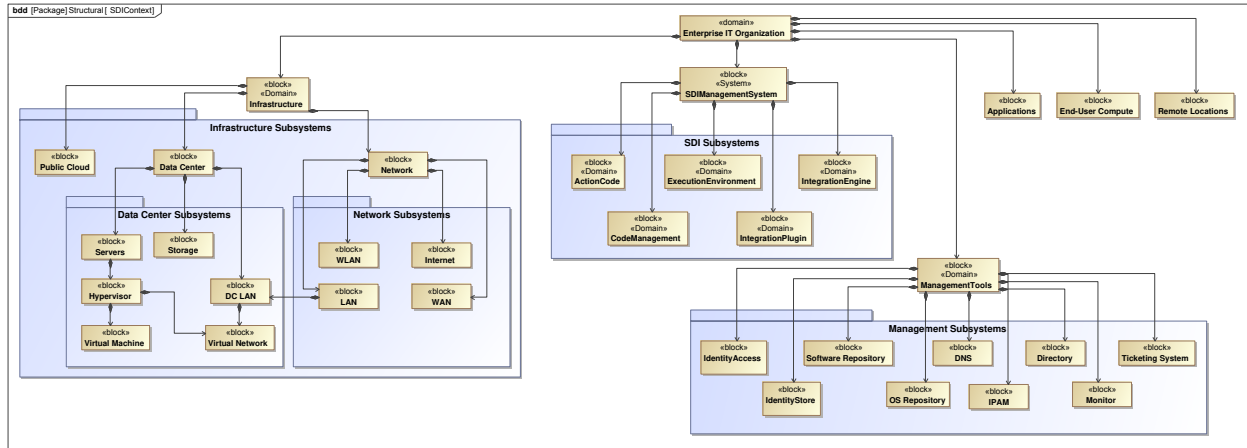 bdd [Package] Structural [ SDIContext]
«domain»
Enterprise IT Organization
«block»
«Domain»
Infrastructure
«block»
«System»
SDIManagementSystem
«block»
Applications
«block»
End-User Compute
«block»
Remote Locations
Infrastructure Subsystems
«block»
Public Cloud
«block»
Data Center
«block»
Network
Data Center Subsystems
«block»
Servers
«block»
Storage
«block»
Hypervisor
«block»
DC LAN
«block»
Virtual Machine
«block»
Virtual Network
Network Subsystems
«block»
WLAN
«block»
Internet
«block»
LAN
«block»
WAN
SDI Subsystems
«block»
«Domain»
ActionCode
«block»
«Domain»
ExecutionEnvironment
«block»
«Domain»
IntegrationEngine
«block»
«Domain»
CodeManagement
«block»
«Domain»
IntegrationPlugin
«block»
«Domain»
ManagementTools
Management Subsystems
«block»
IdentityAccess
«block»
Software Repository
«block»
DNS
«block»
Directory
«block»
Ticketing System
«block»
IdentityStore
«block»
OS Repository
«block»
IPAM
«block»
Monitor